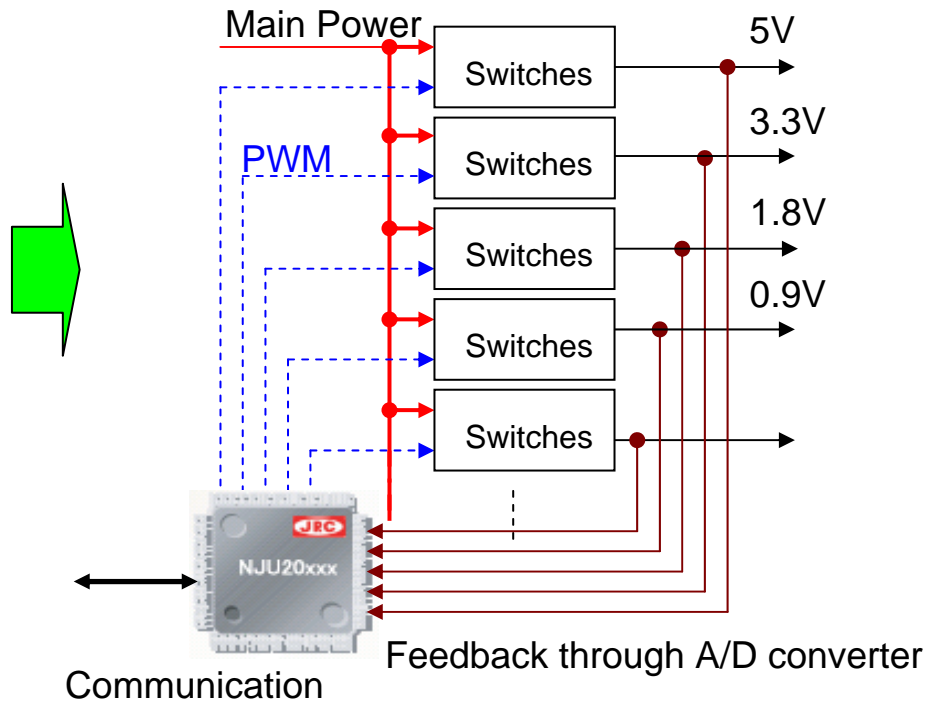 Main Power
5V
Switches
3.3V
PWM
Switches
1.8V
Switches
0.9V
Switches
Switches
JRC
NJU20xxx
Feedback through A/D converter
Communication